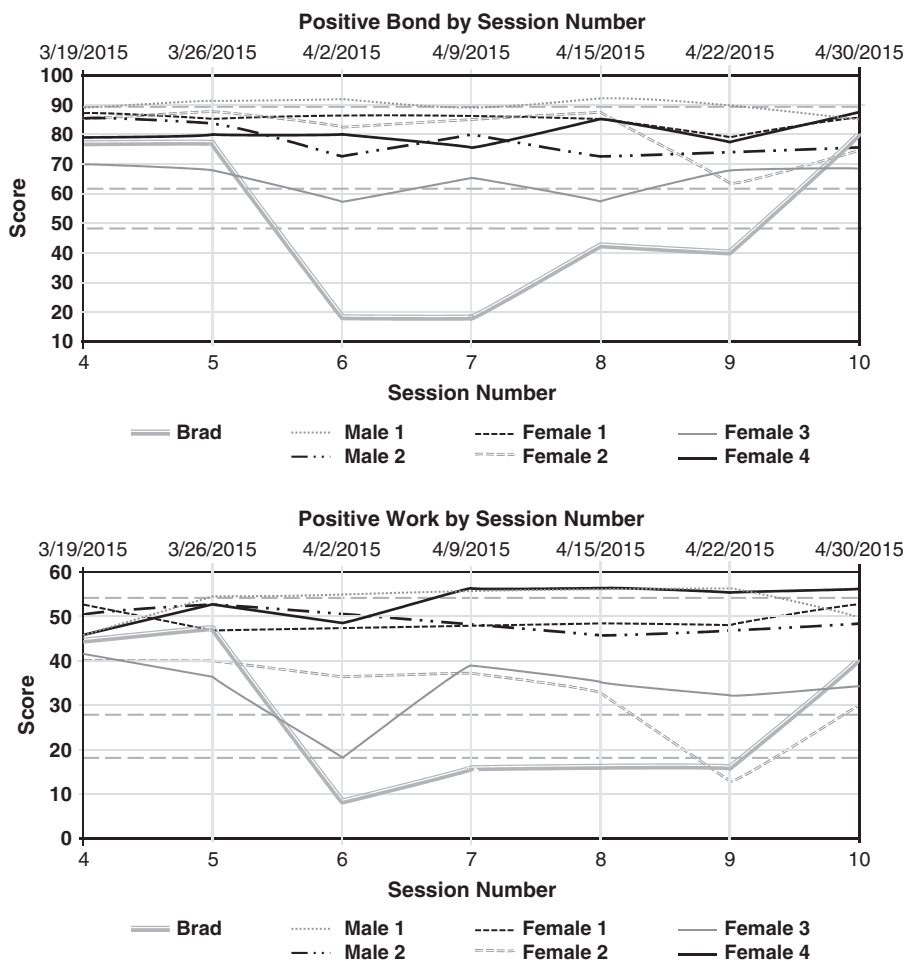 Positive Bond by Session Number
3/19/2015 3/26/2015 4/2/2015 4/9/2015 4/15/2015 4/22/2015 4/30/2015
100
90
80
70
60
50
40
30
20
10
Score
4 5 6 7 8 9 10
Session Number
Brad Male 1 Female 1 Female 3
Male 2 Female 2 Female 4
Positive Work by Session Number
3/19/2015 3/26/2015 4/2/2015 4/9/2015 4/15/2015 4/22/2015 4/30/2015
60
50
40
30
20
10
0
Score
4 5 6 7 8 9 10
Session Number
Brad Male 1 Female 1 Female 3
Male 2 Female 2 Female 4